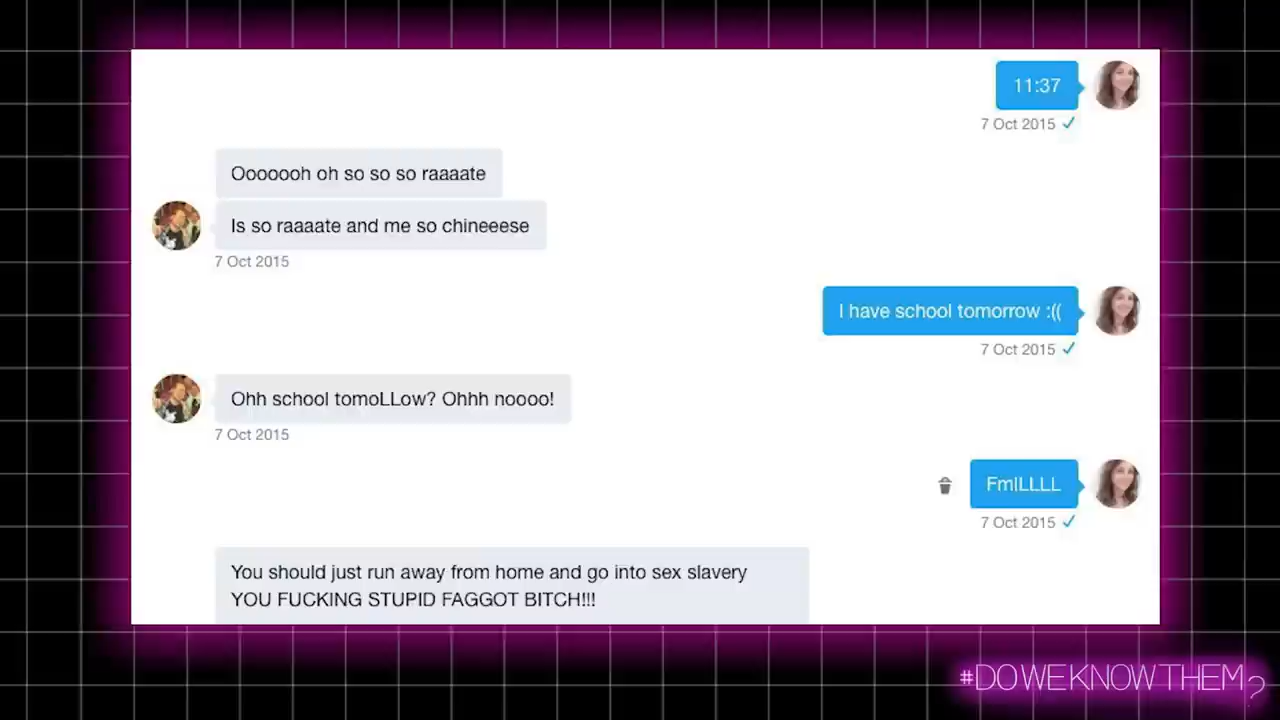 11:37
7 Oct 2015
Ooooooh oh so so so raaaate
Is so raaaate and me so chineeese
7 Oct 2015
I have school tomorrow :((
7 Oct 2015
Ohh school tomoLLow? Ohhh noooo!
7 Oct 2015
FmlLLLL
7 Oct 2015
You should just run away from home and go into sex slavery
YOU FUCKING STUPID FAGGOT BITCH!!!
#DOWEKNOWTHEM?